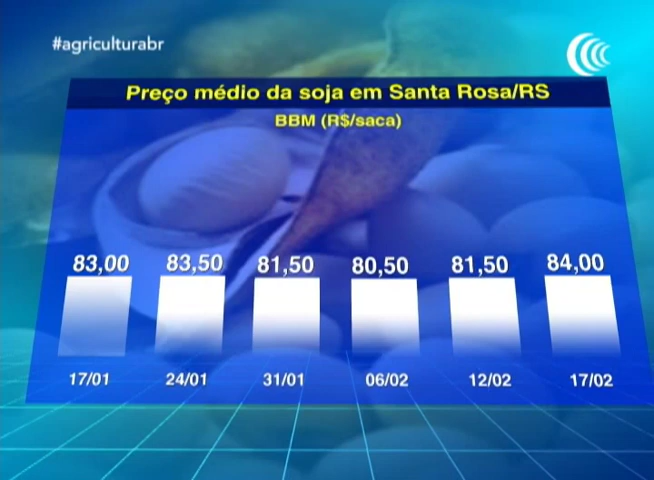 #agriculturabr
Preço médio da soja em Santa Rosa/RS
BBM (R$/saca)
83,00 83,50 81,50 80,50 81,50 84,00
17/01 24/01 31/01 06/02 12/02 17/02